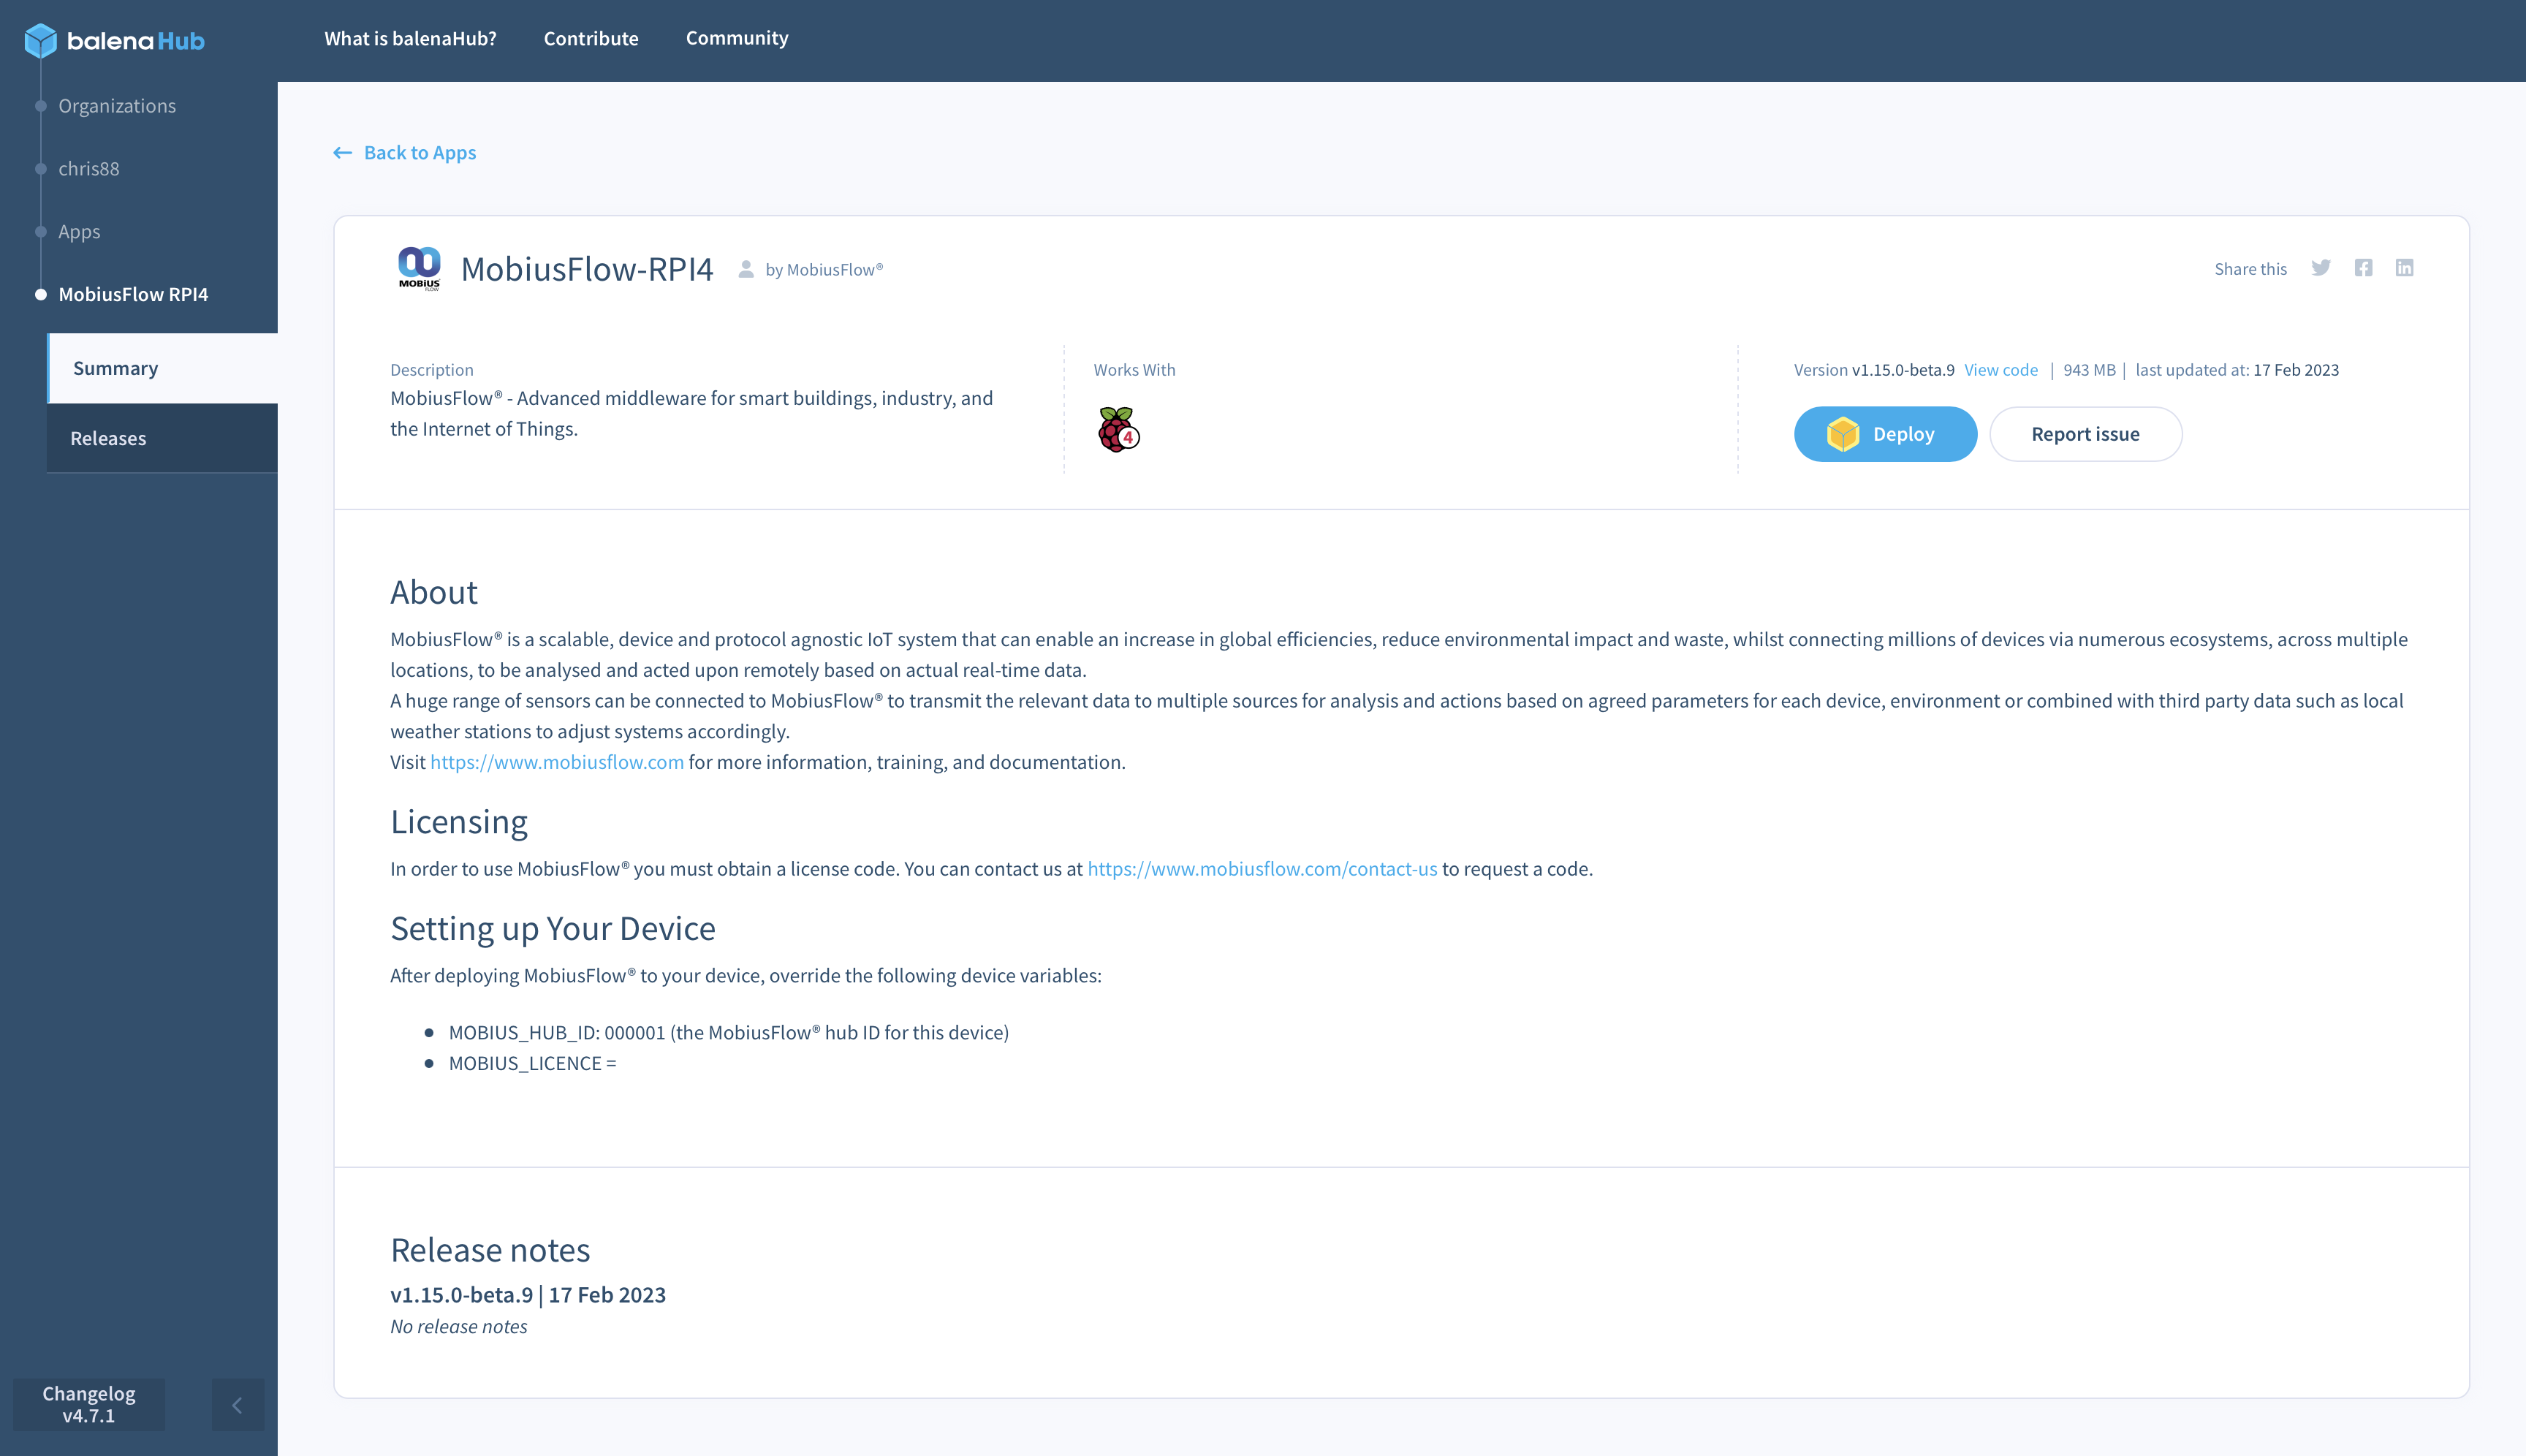 balenaHub
What is balenaHub?
Contribute
Community
Organizations
chris88
Apps
MobiusFlow RPI4
Summary
Releases
Back to Apps
MOBIUS
FLOW
MobiusFlow-RPI4
by MobiusFlow®
Share this
Description
MobiusFlow® - Advanced middleware for smart buildings, industry, and
the Internet of Things.
Works With
4
Version v1.15.0-beta.9 View code | 943 MB | last updated at: 17 Feb 2023
Deploy
Report issue
About
MobiusFlow® is a scalable, device and protocol agnostic IoT system that can enable an increase in global efficiencies, reduce environmental impact and waste, whilst connecting millions of devices via numerous ecosystems, across multiple
locations, to be analysed and acted upon remotely based on actual real-time data.
A huge range of sensors can be connected to MobiusFlow® to transmit the relevant data to multiple sources for analysis and actions based on agreed parameters for each device, environment or combined with third party data such as local
weather stations to adjust systems accordingly.
Visit https://www.mobiusflow.com for more information, training, and documentation.
Licensing
In order to use MobiusFlow® you must obtain a license code. You can contact us at https://www.mobiusflow.com/contact-us to request a code.
Setting up Your Device
After deploying MobiusFlow® to your device, override the following device variables:
MOBIUS_HUB_ID: 000001 (the MobiusFlow® hub ID for this device)
MOBIUS_LICENCE =
Release notes
v1.15.0-beta.9 | 17 Feb 2023
No release notes
Changelog
v4.7.1